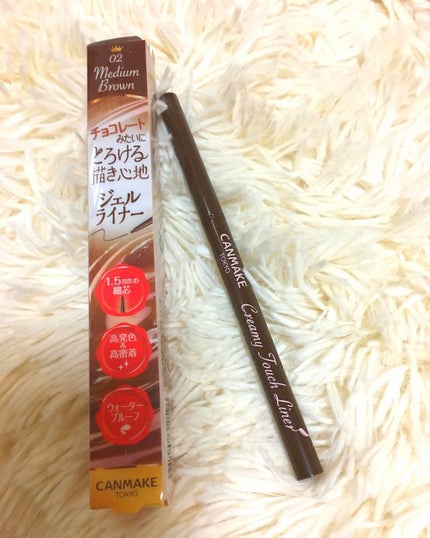 02
Medium
Brown
チョコレート
みたいに
とろける
描き心地
ジェル
ライナー
1.5mmの
細芯
高発色
&
高密着
ウォーター
プルーフ
CANMAKE
TOKYO
CANMAKE
TOKYO
Creamy Touch Liner